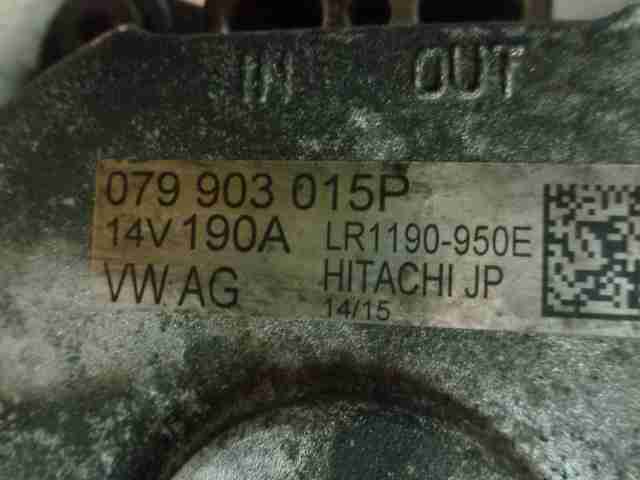 IN OUT
079 903 015P
14V 190A LR1190-950E
VW AG HITACHI JP
14/15